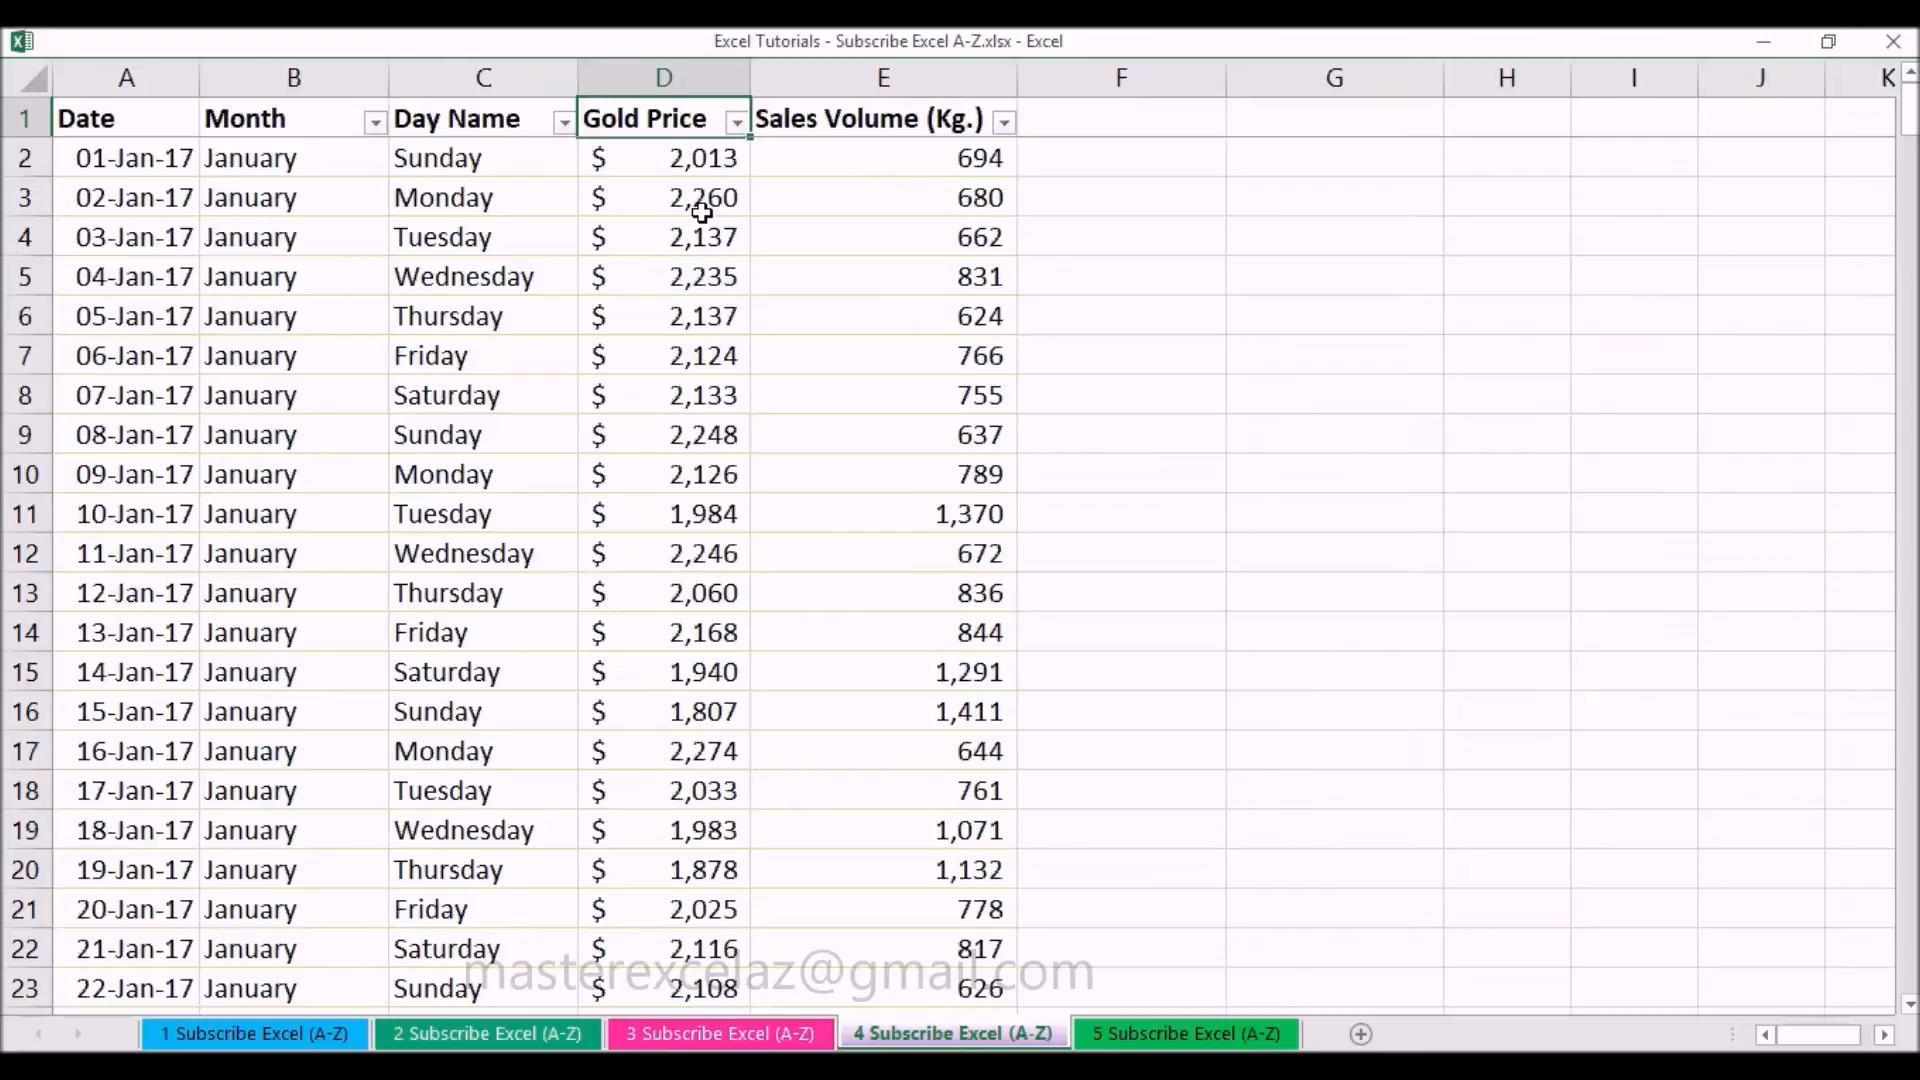 Excel Tutorials - Subscribe Excel A-Z.xlsx - Excel
A B C D E F G H I J K
1 Date Month Day Name Gold Price Sales Volume (Kg.)
2 01-Jan-17 January Sunday $ 2,013 694
3 02-Jan-17 January Monday $ 2,260 680
4 03-Jan-17 January Tuesday $ 2,137 662
5 04-Jan-17 January Wednesday $ 2,235 831
6 05-Jan-17 January Thursday $ 2,137 624
7 06-Jan-17 January Friday $ 2,124 766
8 07-Jan-17 January Saturday $ 2,133 755
9 08-Jan-17 January Sunday $ 2,248 637
10 09-Jan-17 January Monday $ 2,126 789
11 10-Jan-17 January Tuesday $ 1,984 1,370
12 11-Jan-17 January Wednesday $ 2,246 672
13 12-Jan-17 January Thursday $ 2,060 836
14 13-Jan-17 January Friday $ 2,168 844
15 14-Jan-17 January Saturday $ 1,940 1,291
16 15-Jan-17 January Sunday $ 1,807 1,411
17 16-Jan-17 January Monday $ 2,274 644
18 17-Jan-17 January Tuesday $ 2,033 761
19 18-Jan-17 January Wednesday $ 1,983 1,071
20 19-Jan-17 January Thursday $ 1,878 1,132
21 20-Jan-17 January Friday $ 2,025 778
22 21-Jan-17 January Saturday $ 2,116 817
masterexcelaz@gmail.com
23 22-Jan-17 January Sunday $ 2,108 626
1 Subscribe Excel (A-Z) 2 Subscribe Excel (A-Z) 3 Subscribe Excel (A-Z) 4 Subscribe Excel (A-Z) 5 Subscribe Excel (A-Z)